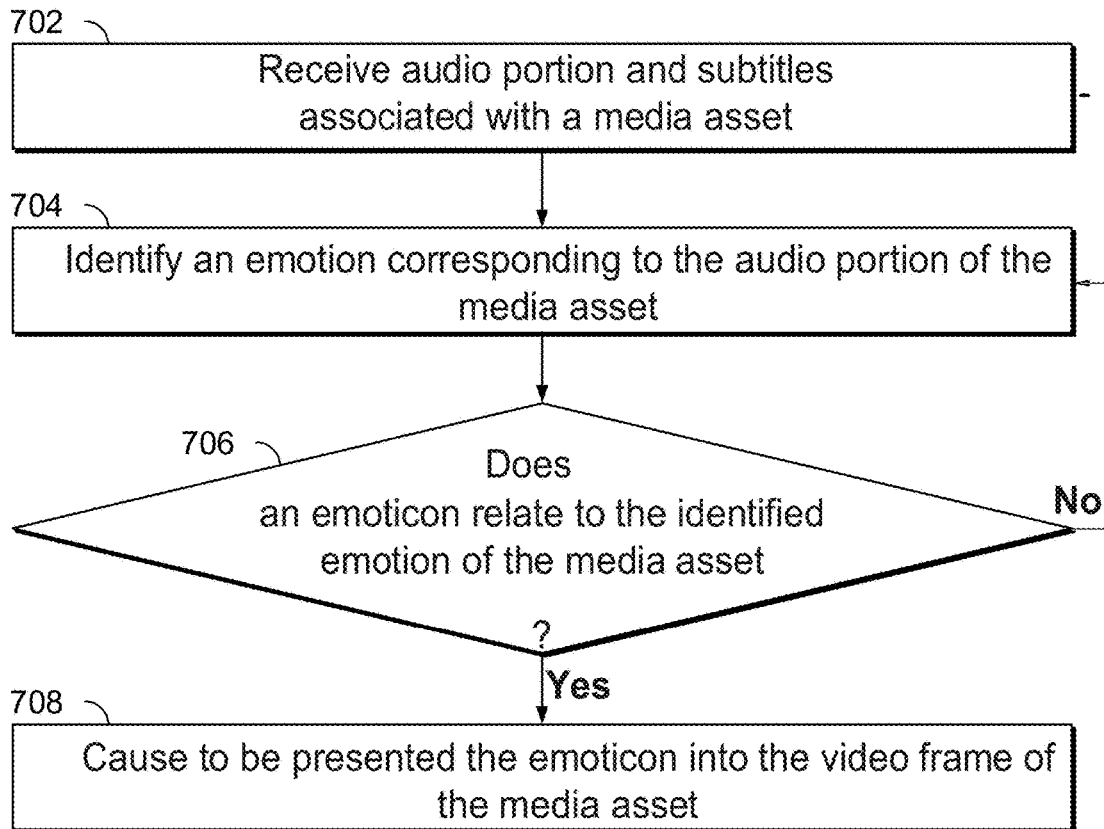 702
Receive audio portion and subtitles
associated with a media asset
704
Identify an emotion corresponding to the audio portion of the
media asset
706
Does
an emoticon relate to the identified
emotion of the media asset
?
No
Yes
708
Cause to be presented the emoticon into the video frame of
the media asset